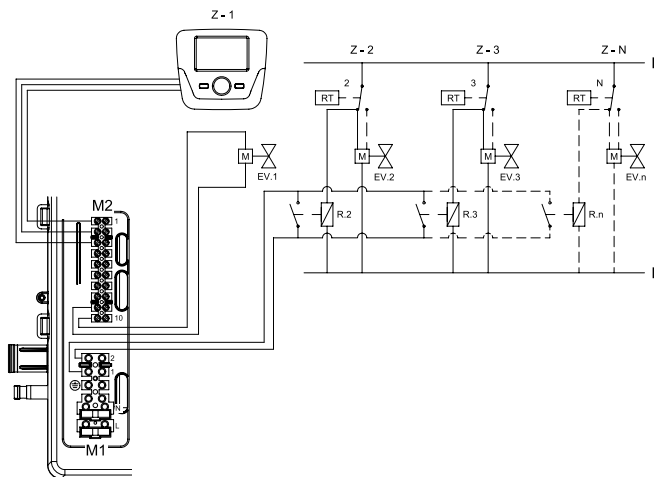 Z - 1
Z - 2
Z - 3
Z - N
2
3
N
RT
RT
RT
M
EV.1
M
EV.2
M
EV.3
M
EV.n
R.2
R.3
R.n
M2
1
10
2
1
N
L
M1